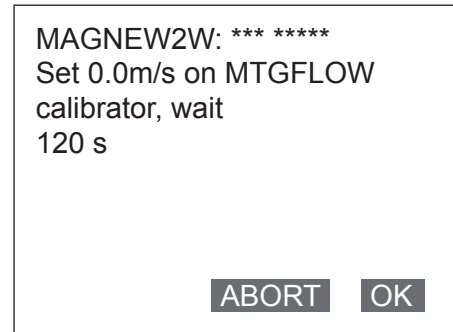 MAGNEW2W: *** *****
Set 0.0m/s on MTGFLOW
calibrator, wait
120 s
ABORT OK